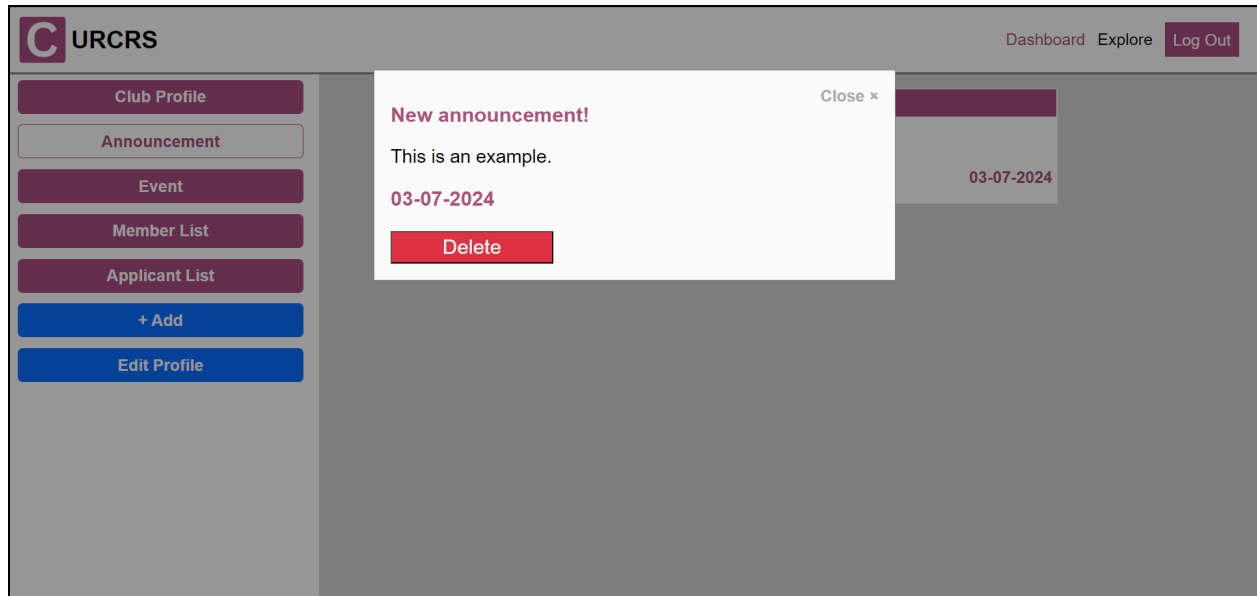 C URCRS
Dashboard Explore Log Out
Club Profile
Announcement
Event
Member List
Applicant List
+ Add
Edit Profile
Close ×
New announcement!
This is an example.
03-07-2024
Delete
03-07-2024